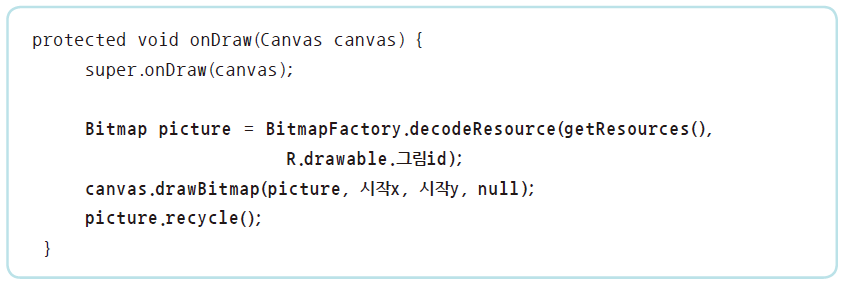 protected void onDraw(Canvas canvas) {
super.onDraw(canvas);
Bitmap picture = BitmapFactory.decodeResource(getResources(),
R.drawable.그림id);
canvas.drawBitmap(picture, 시작x, 시작y, null);
picture.recycle();
}